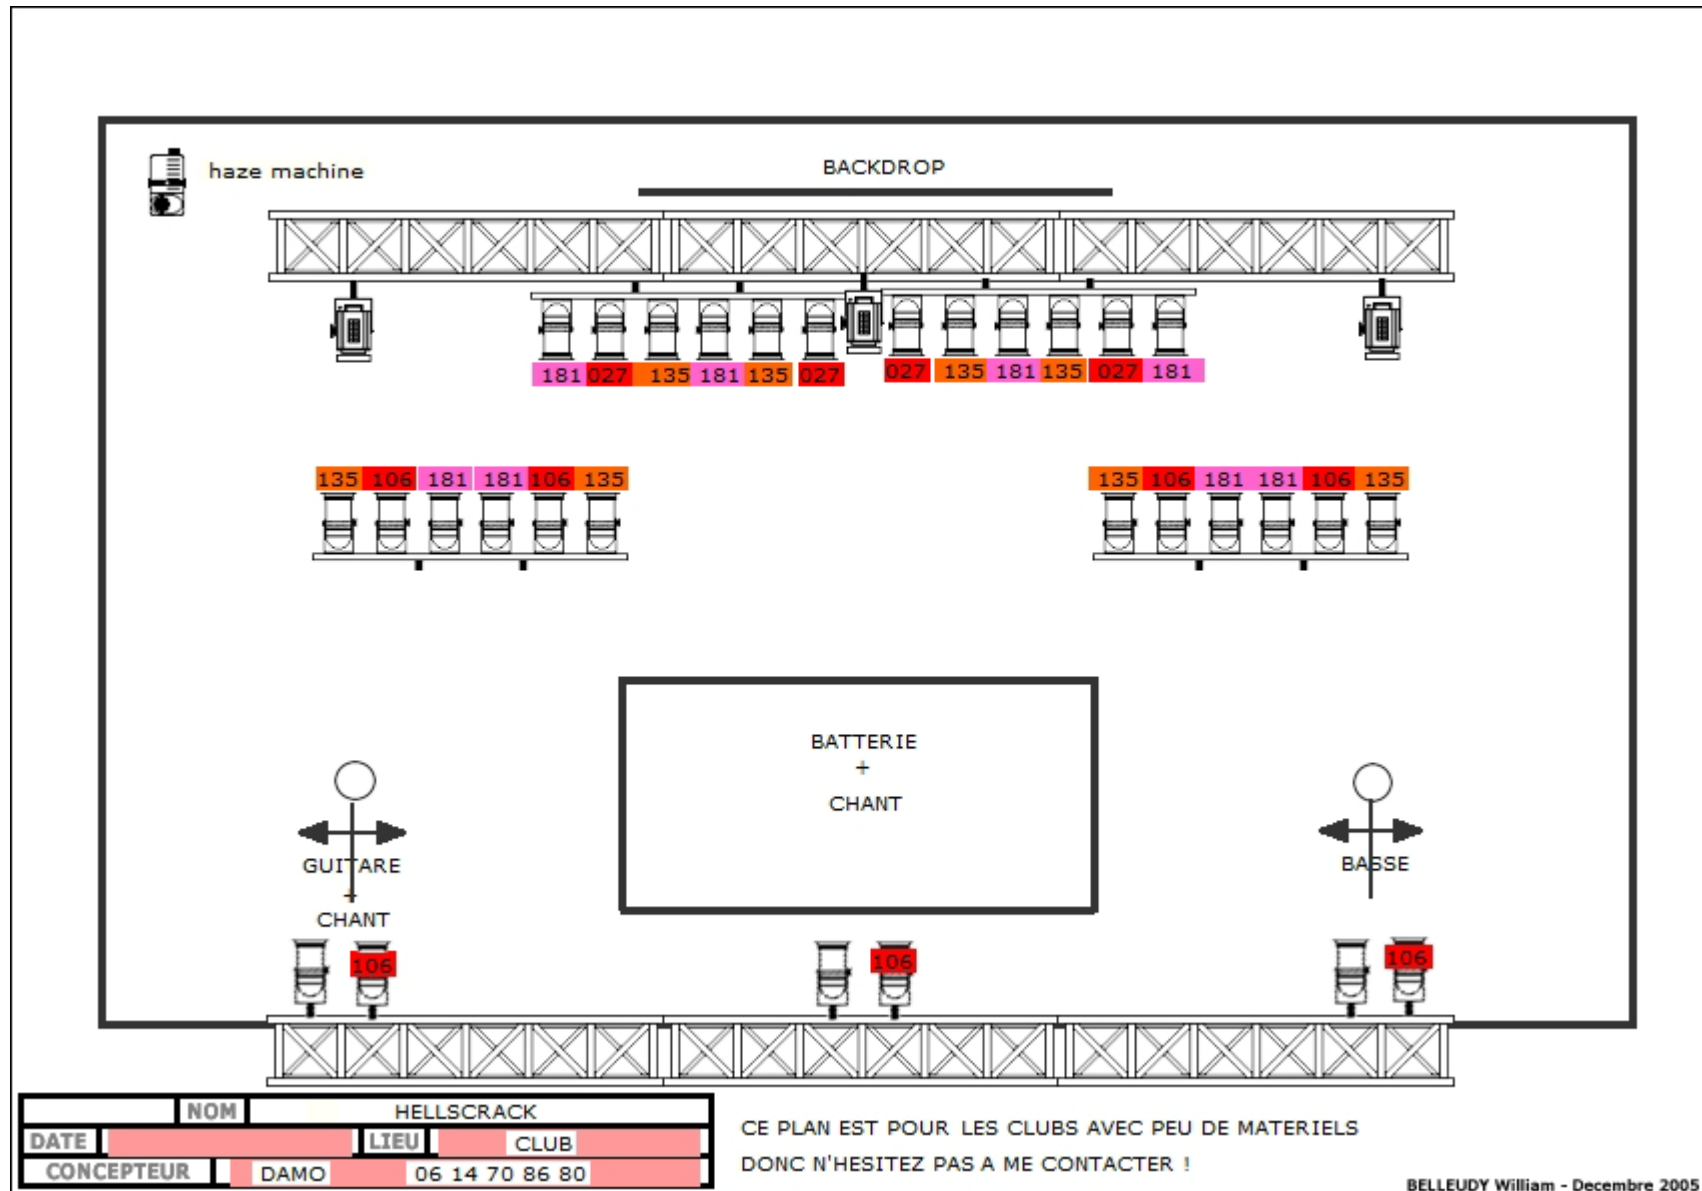 haze machine
BACKDROP
181 027 135 181 135 027
027 135 181 135 027 181
135 106 181 181 106 135
135 106 181 181 106 135
BATTERIE
+
CHANT
GUITARE
+
CHANT
BASSE
106
106
106
NOM HELLSCRACK
DATE LIEU CLUB
CONCEPTEUR DAMO 06 14 70 86 80
CE PLAN EST POUR LES CLUBS AVEC PEU DE MATERIELS
DONC N'HESITEZ PAS A ME CONTACTER !
BELLEUDY William - Decembre 2005